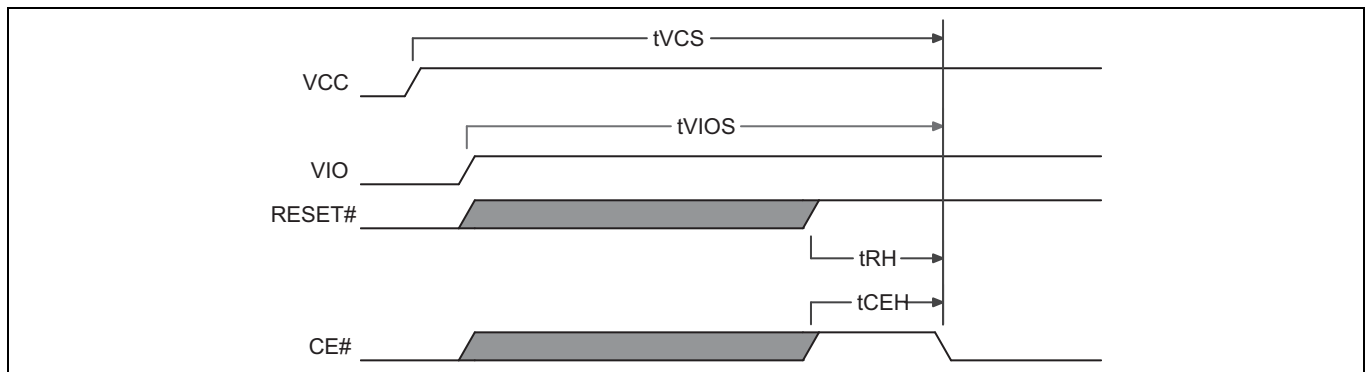 tVCS
VCC
tVIOS
VIO
RESET#
tRH
tCEH
CE#